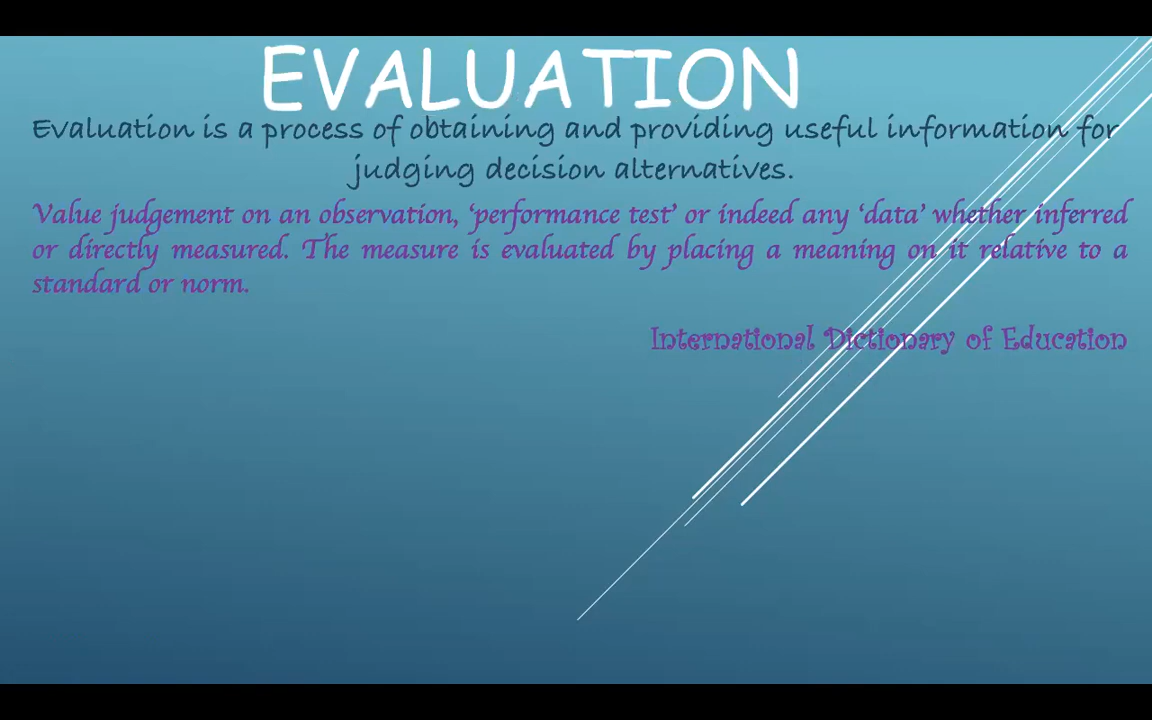 EVALUATION
Evaluation is a process of obtaining and providing useful information for
judging decision alternatives.
Value judgement on an observation, ‘performance test’ or indeed any ‘data’ whether inferred
or directly measured. The measure is evaluated by placing a meaning on it relative to a
standard or norm.
International Dictionary of Education